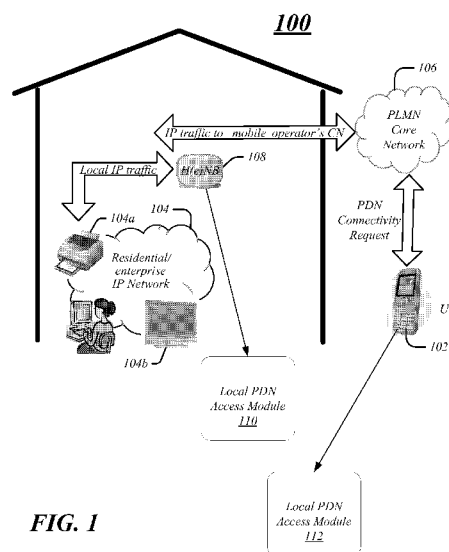 100
106
PLMN
Core
Network
IP traffic to mobile operator's CN
108
H(e)NB
Local IP traffic
104
104a
PDN
Connectivity
Request
Residential/
enterprise
IP Network
U
102
104b
Local PDN
Access Module
110
Local PDN
Access Module
112
FIG. 1